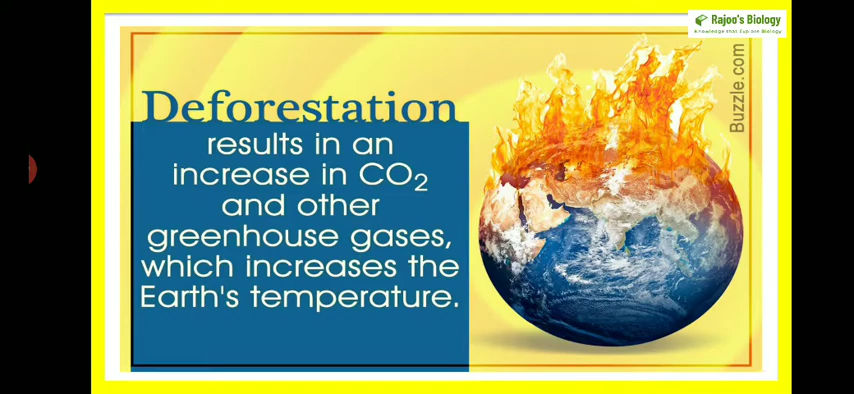 Rajoo's Biology
Knowledge that Explore Biology
Buzzle.com
Deforestation
results in an
increase in CO₂
and other
greenhouse gases,
which increases the
Earth's temperature.